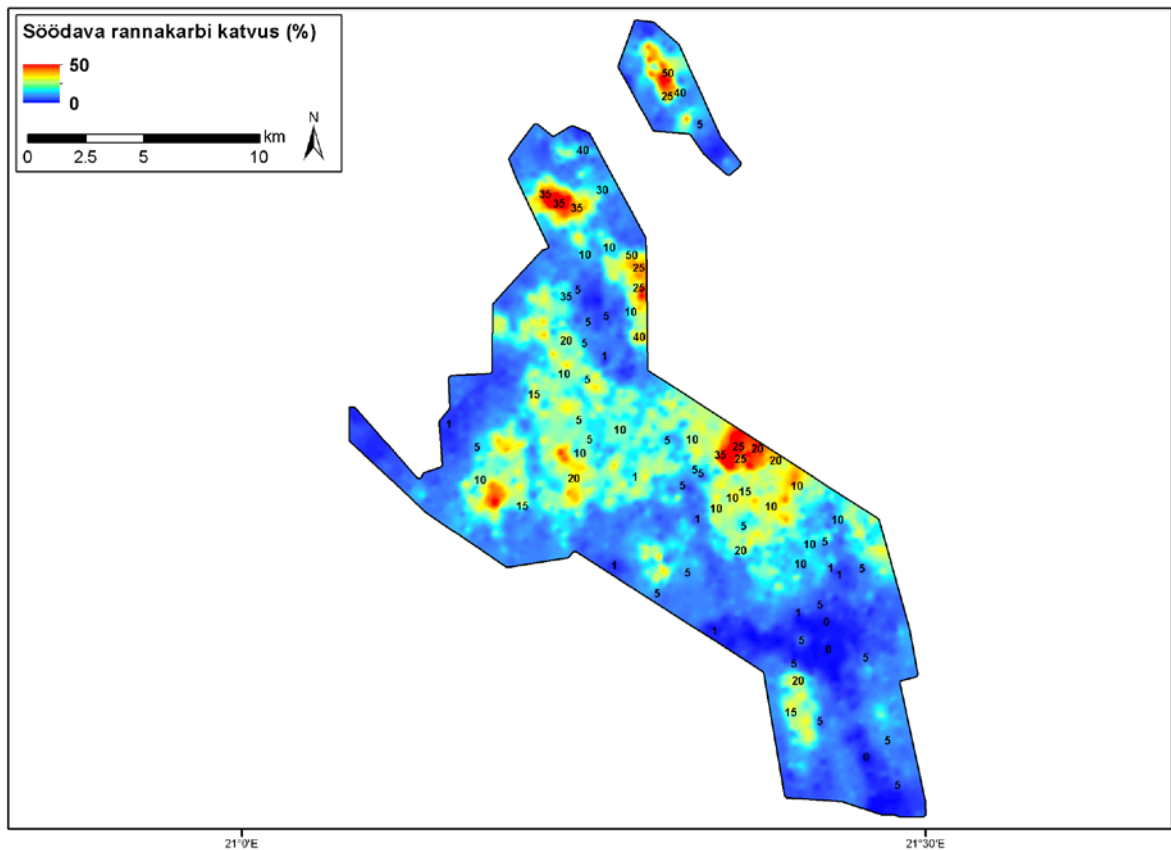 Söödava rannakarbi katvus (%)
50
0
N
km
0 2.5 5 10
50
25 40
5
40
30
35
35 35
10 10 50
25
5 25
35
5 5 10
20 5 40
1
10 5
15
5
1 10
5 5 10
5 10 35 25 20
25 20
10 20 1 5 5
5 10 15 10
15 10 10
1 5 10
20 10 5
1 5 10 1 1 5
5
1 5 0
1 5 0 5
5
20
15 5
5
0
5
21°0'E 21°30'E